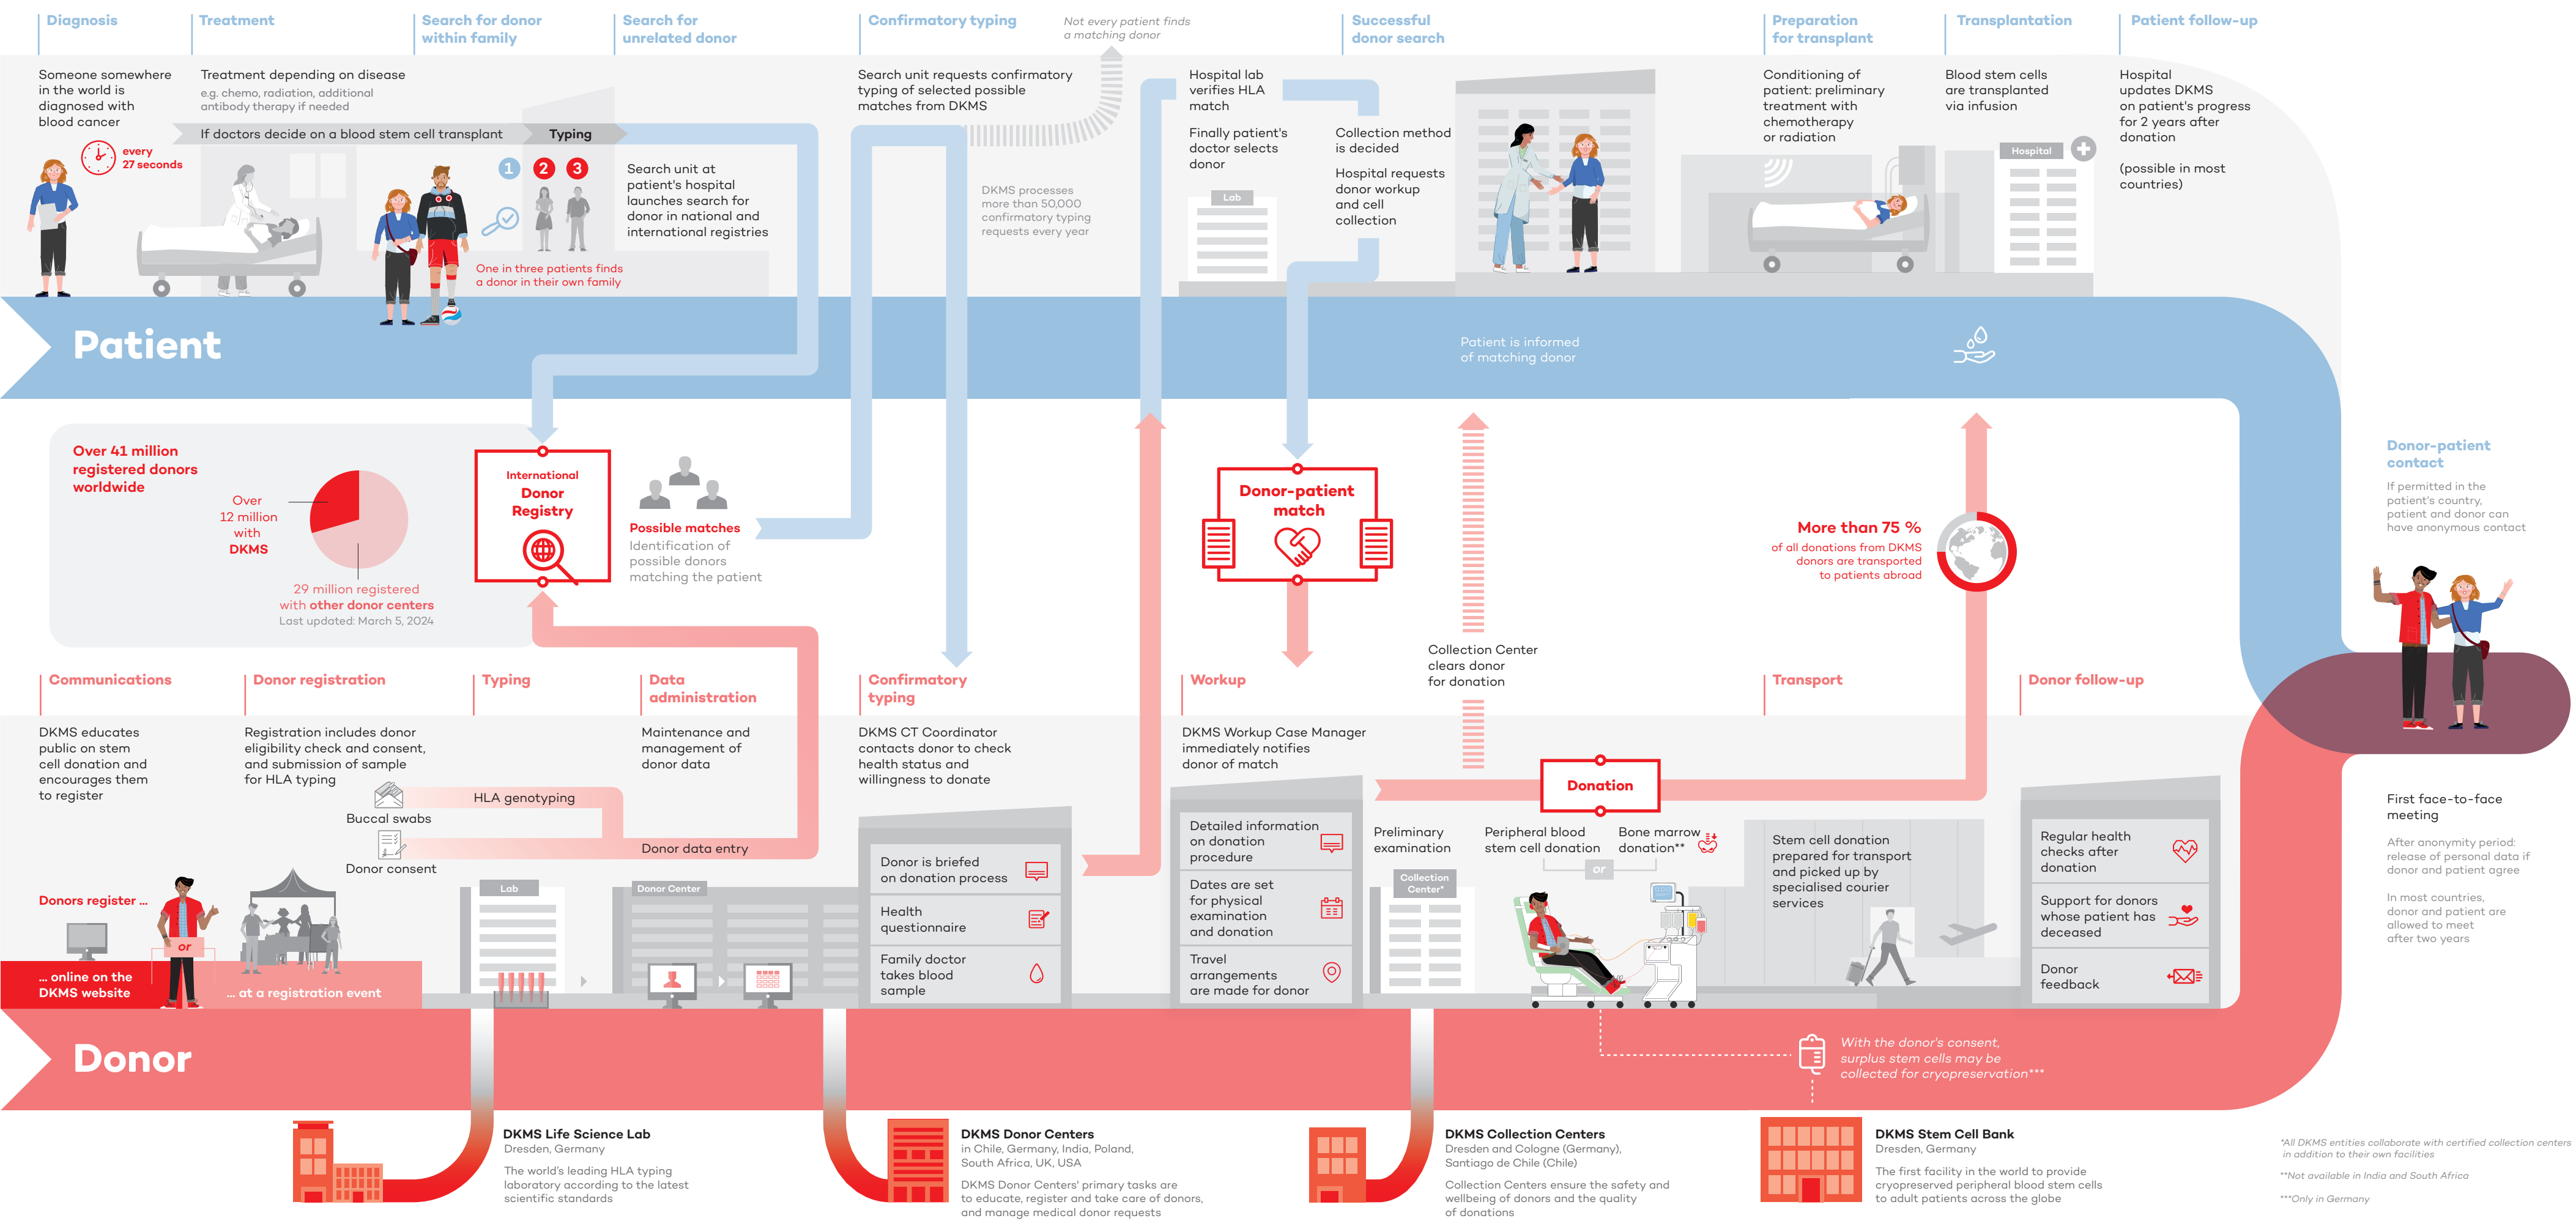 Diagnosis
Someone somewhere
in the world is
diagnosed with
blood cancer
every
27 seconds
Treatment
Treatment depending on disease
e.g. chemo, radiation, additional
antibody therapy if needed
If doctors decide on a blood stem cell transplant
Typing
Search for donor
within family
1
2
3
One in three patients finds
a donor in their own family
Search for
unrelated donor
Search unit at
patient's hospital
launches search for
donor in national and
international registries
Confirmatory typing
Search unit requests confirmatory
typing of selected possible
matches from DKMS
Not every patient finds
a matching donor
DKMS processes
more than 50,000
confirmatory typing
requests every year
Hospital lab
verifies HLA
match
Finally patient's
doctor selects
donor
Lab
Successful
donor search
Collection method
is decided
Hospital requests
donor workup
and cell
collection
Preparation
for transplant
Conditioning of
patient: preliminary
treatment with
chemotherapy
or radiation
Transplantation
Blood stem cells
are transplanted
via infusion
Hospital
Patient follow-up
Hospital
updates DKMS
on patient's progress
for 2 years after
donation
(possible in most
countries)
Patient
Patient is informed
of matching donor
Over 41 million
registered donors
worldwide
Over
12 million
with
DKMS
29 million registered
with other donor centers
Last updated: March 5, 2024
International
Donor
Registry
Possible matches
Identification of
possible donors
matching the patient
Donor-patient
match
Collection Center
clears donor
for donation
More than 75 %
of all donations from DKMS
donors are transported
to patients abroad
Donor-patient
contact
If permitted in the
patient's country,
patient and donor can
have anonymous contact
First face-to-face
meeting
After anonymity period:
release of personal data if
donor and patient agree
In most countries,
donor and patient are
allowed to meet
after two years
Communications
DKMS educates
public on stem
cell donation and
encourages them
to register
Donors register ...
... online on the
DKMS website
or
... at a registration event
Donor registration
Registration includes donor
eligibility check and consent,
and submission of sample
for HLA typing
Buccal swabs
Donor consent
Typing
HLA genotyping
Lab
Data
administration
Maintenance and
management of
donor data
Donor data entry
Donor Center
Confirmatory
typing
DKMS CT Coordinator
contacts donor to check
health status and
willingness to donate
Donor is briefed
on donation process
Health
questionnaire
Family doctor
takes blood
sample
Workup
DKMS Workup Case Manager
immediately notifies
donor of match
Detailed information
on donation
procedure
Dates are set
for physical
examination
and donation
Travel
arrangements
are made for donor
Donation
Preliminary
examination
Peripheral blood
stem cell donation
or
Bone marrow
donation**
Collection
Center*
Transport
Stem cell donation
prepared for transport
and picked up by
specialised courier
services
Donor follow-up
Regular health
checks after
donation
Support for donors
whose patient has
deceased
Donor
feedback
Donor
With the donor's consent,
surplus stem cells may be
collected for cryopreservation***
DKMS Life Science Lab
Dresden, Germany
The world's leading HLA typing
laboratory according to the latest
scientific standards
DKMS Donor Centers
in Chile, Germany, India, Poland,
South Africa, UK, USA
DKMS Donor Centers' primary tasks are
to educate, register and take care of donors,
and manage medical donor requests
DKMS Collection Centers
Dresden and Cologne (Germany),
Santiago de Chile (Chile)
Collection Centers ensure the safety and
wellbeing of donors and the quality
of donations
DKMS Stem Cell Bank
Dresden, Germany
The first facility in the world to provide
cryopreserved peripheral blood stem cells
to adult patients across the globe
*All DKMS entities collaborate with certified collection centers
in addition to their own facilities
**Not available in India and South Africa
***Only in Germany